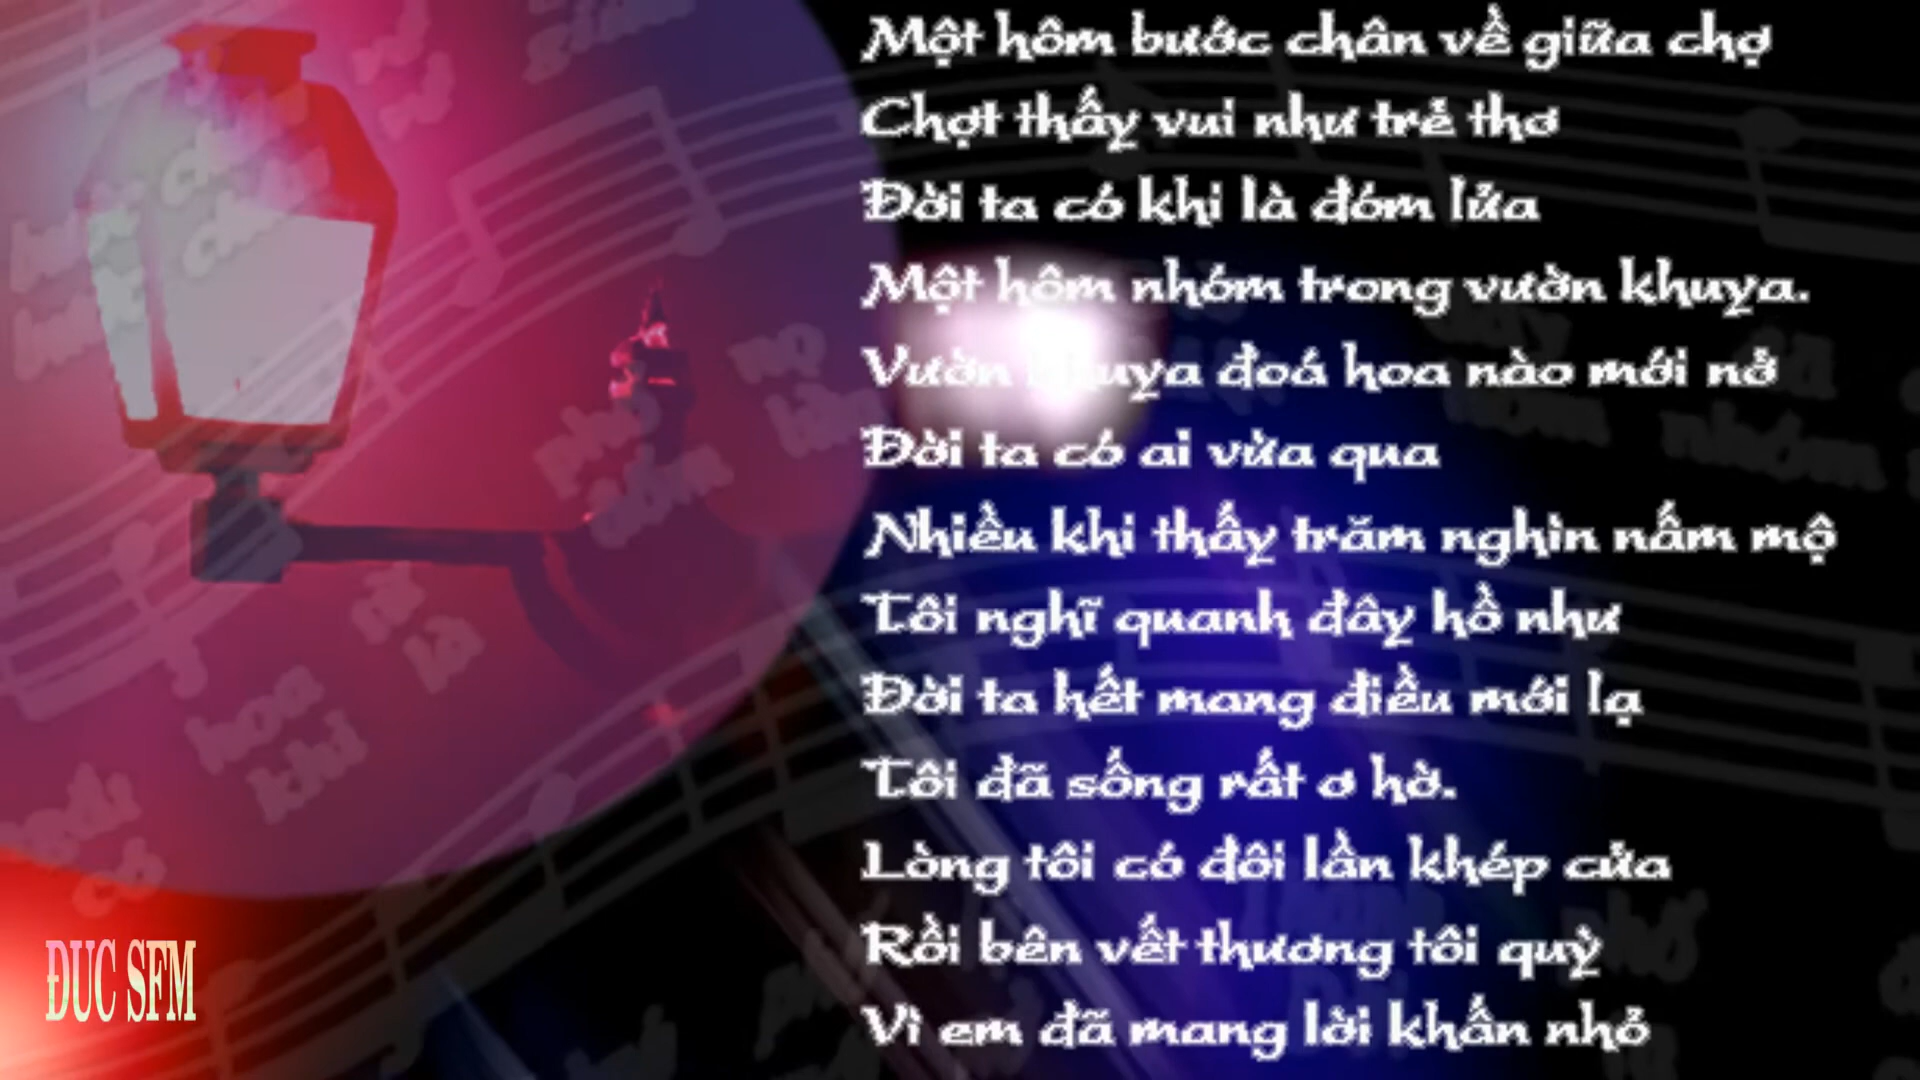 Một hôm bước chân về giữa chợ
Chợt thấy vui như trẻ thơ
Đời ta có khi là đóm lửa
Một hôm nhóm trong vườn khuya.
Vườn khuya đoá hoa nào mới nở
Đời ta có ai vừa qua
Nhiều khi thấy trăm nghìn nấm mộ
Tôi nghĩ quanh đây hồ như
Đời ta hết mang điều mới lạ
Tôi đã sống rất ơ hờ.
Lòng tôi có đôi lần khép cửa
Rồi bên vết thương tôi quỳ
Vì em đã mang lời khấn nhỏ
ĐUC SFM